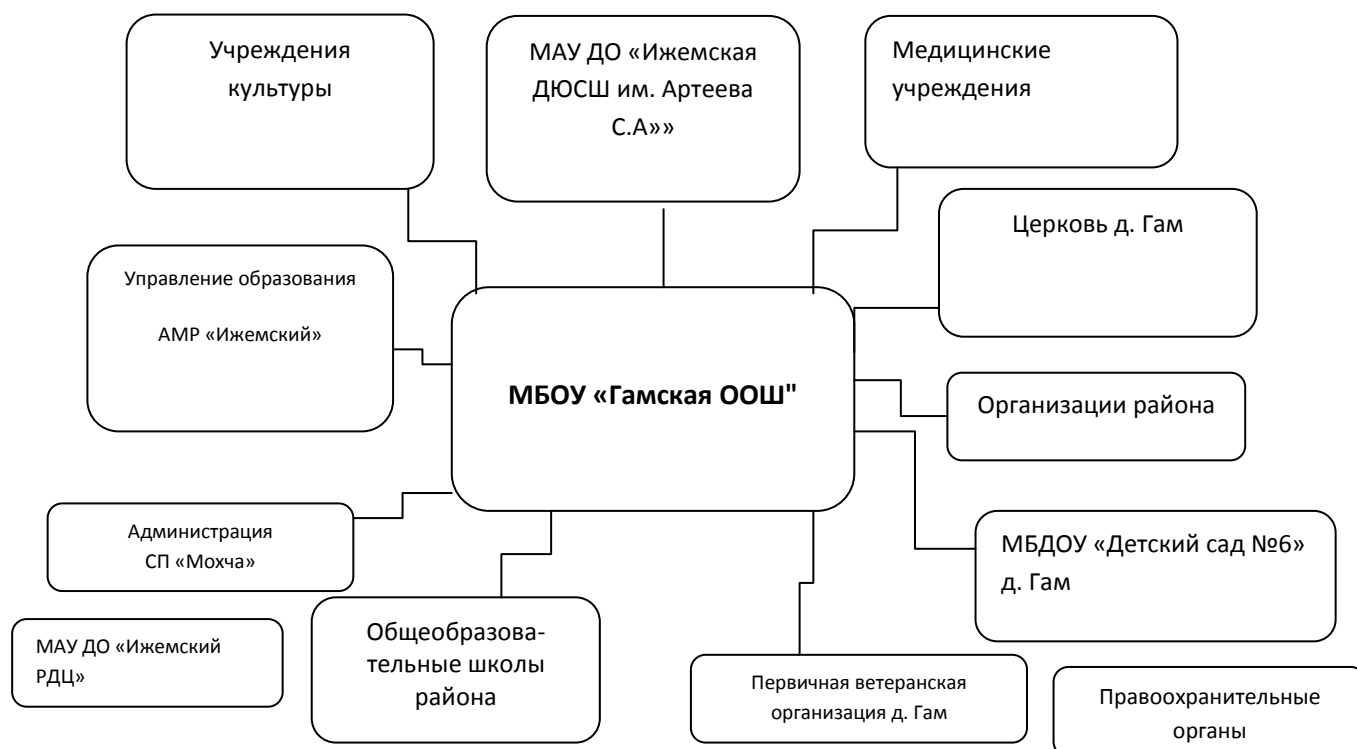 Учреждения
культуры
МАУ ДО «Ижемская
ДЮСШ им. Артеева
С.А»»
Медицинские
учреждения
Церковь д. Гам
Управление образования
АМР «Ижемский»
МБОУ «Гамская ООШ"
Организации района
Администрация
СП «Мохча»
МБДОУ «Детский сад №6»
д. Гам
МАУ ДО «Ижемский
РДЦ»
Общеобразова-
тельные школы
района
Первичная ветеранская
организация д. Гам
Правоохранительные
органы